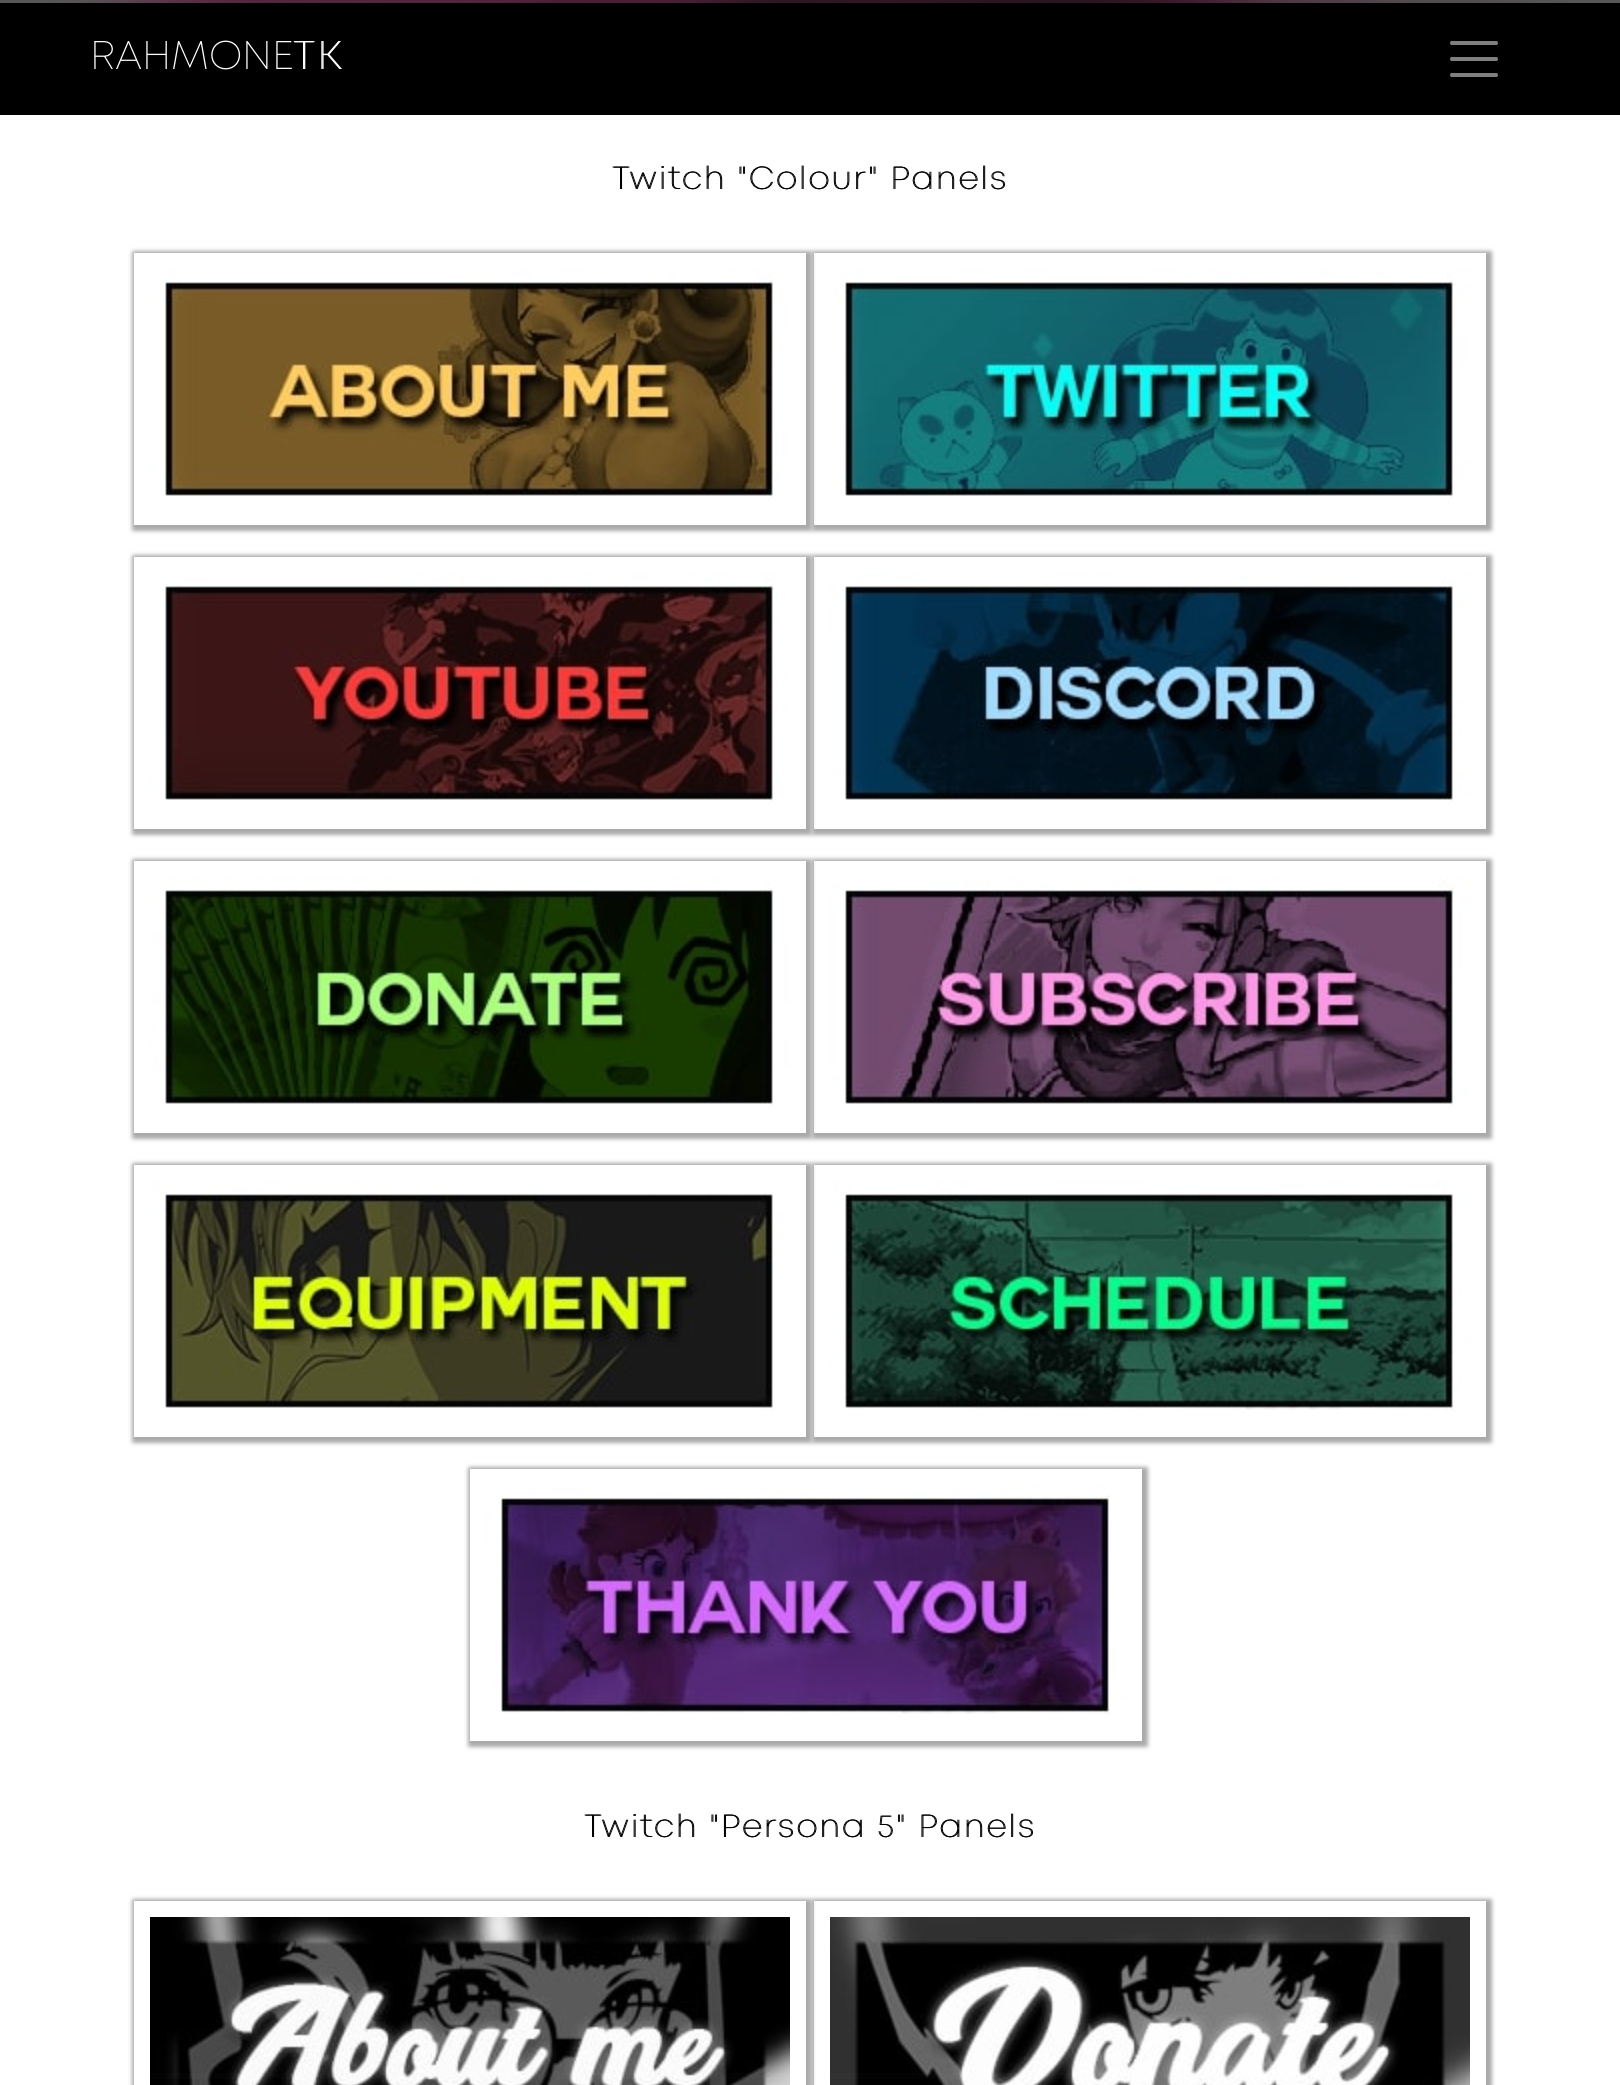 RAHMONETK
Twitch "Colour" Panels
ABOUT ME
TWITTER
YOUTUBE
DISCORD
DONATE
SUBSCRIBE
EQUIPMENT
SCHEDULE
THANK YOU
Twitch "Persona 5" Panels
About me
Donate